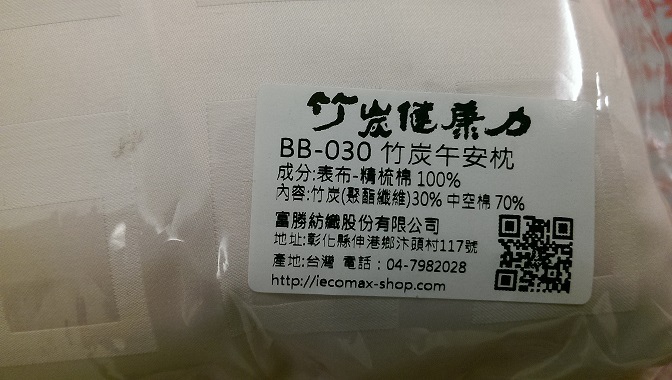 竹炭健康力
BB-030 竹炭午安枕
成分:表布-精梳棉 100%
內容:竹炭(聚酯纖維)30% 中空棉 70%
富勝紡織股份有限公司
地址:彰化縣伸港鄉汴頭村117號
產地:台灣 電話：04-7982028
http://iecomax-shop.com